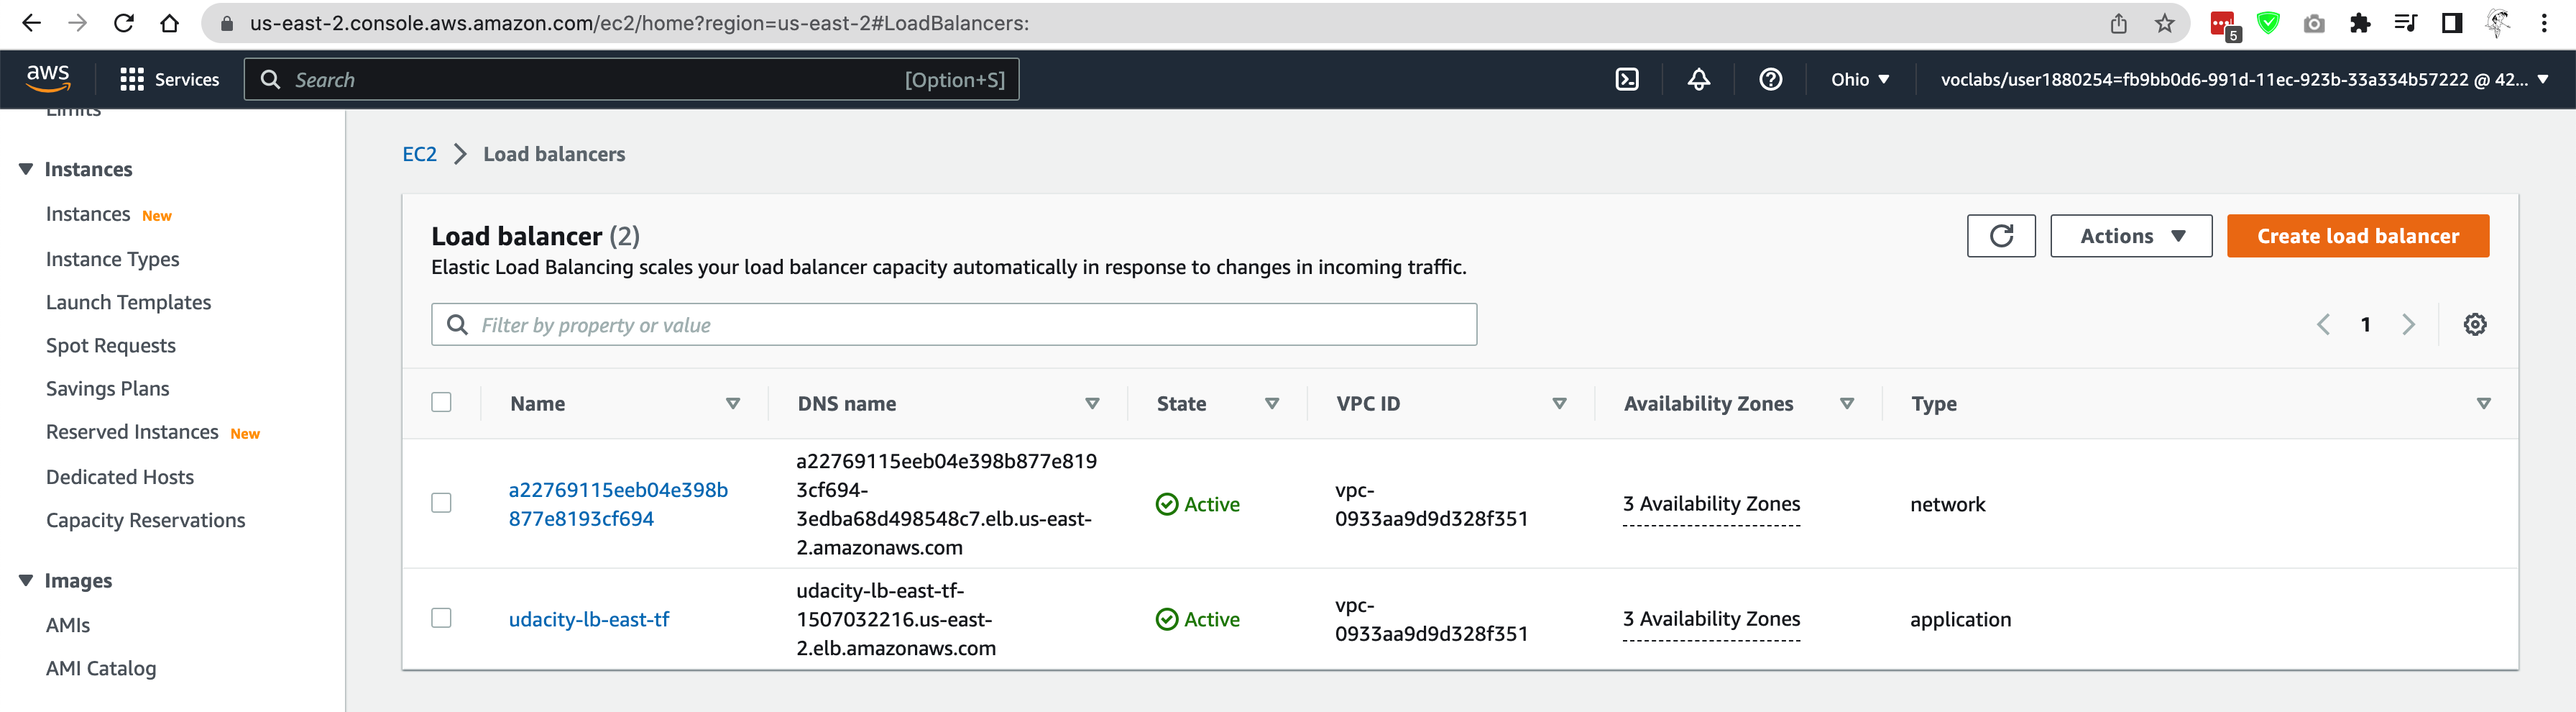 us-east-2.console.aws.amazon.com/ec2/home?region=us-east-2#LoadBalancers:
5
aws
Services
Search
[Option+S]
Ohio
voclabs/user1880254=fb9bb0d6-991d-11ec-923b-33a334b57222 @ 42...
Limits
Instances
Instances New
Instance Types
Launch Templates
Spot Requests
Savings Plans
Reserved Instances New
Dedicated Hosts
Capacity Reservations
Images
AMIs
AMI Catalog
EC2 > Load balancers
Load balancer (2)
Elastic Load Balancing scales your load balancer capacity automatically in response to changes in incoming traffic.
Actions
Create load balancer
Filter by property or value
1
Name
DNS name
State
VPC ID
Availability Zones
Type
a22769115eeb04e398b
877e8193cf694
a22769115eeb04e398b877e819
3cf694-
3edba68d498548c7.elb.us-east-
2.amazonaws.com
Active
vpc-
0933aa9d9d328f351
3 Availability Zones
network
udacity-lb-east-tf
udacity-lb-east-tf-
1507032216.us-east-
2.elb.amazonaws.com
Active
vpc-
0933aa9d9d328f351
3 Availability Zones
application